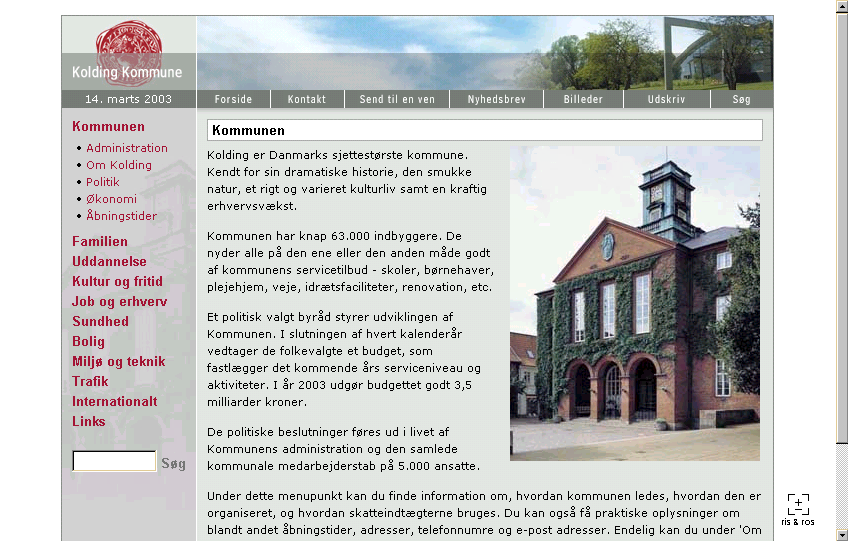 Kolding Kommune
14. marts 2003
Forside
Kontakt
Send til en ven
Nyhedsbrev
Billeder
Udskriv
Søg
Kommunen
Administration
Om Kolding
Politik
Økonomi
Åbningstider
Familien
Uddannelse
Kultur og fritid
Job og erhverv
Sundhed
Bolig
Miljø og teknik
Trafik
Internationalt
Links
Søg
Kommunen
Kolding er Danmarks sjettestørste kommune.
Kendt for sin dramatiske historie, den smukke
natur, et rigt og varieret kulturliv samt en kraftig
erhvervsvækst.
Kommunen har knap 63.000 indbyggere. De
nyder alle på den ene eller den anden måde godt
af kommunens servicetilbud - skoler, børnehaver,
plejehjem, veje, idrætsfaciliteter, renovation, etc.
Et politisk valgt byråd styrer udviklingen af
Kommunen. I slutningen af hvert kalenderår
vedtager de folkevalgte et budget, som
fastlægger det kommende års serviceniveau og
aktiviteter. I år 2003 udgør budgettet godt 3,5
milliarder kroner.
De politiske beslutninger føres ud i livet af
Kommunens administration og den samlede
kommunale medarbejderstab på 5.000 ansatte.
Under dette menupunkt kan du finde information om, hvordan kommunen ledes, hvordan den er
organiseret, og hvordan skatteindtægterne bruges. Du kan også få praktiske oplysninger om
blandt andet åbningstider, adresser, telefonnumre og e-post adresser. Endelig kan du under 'Om
ris & ros